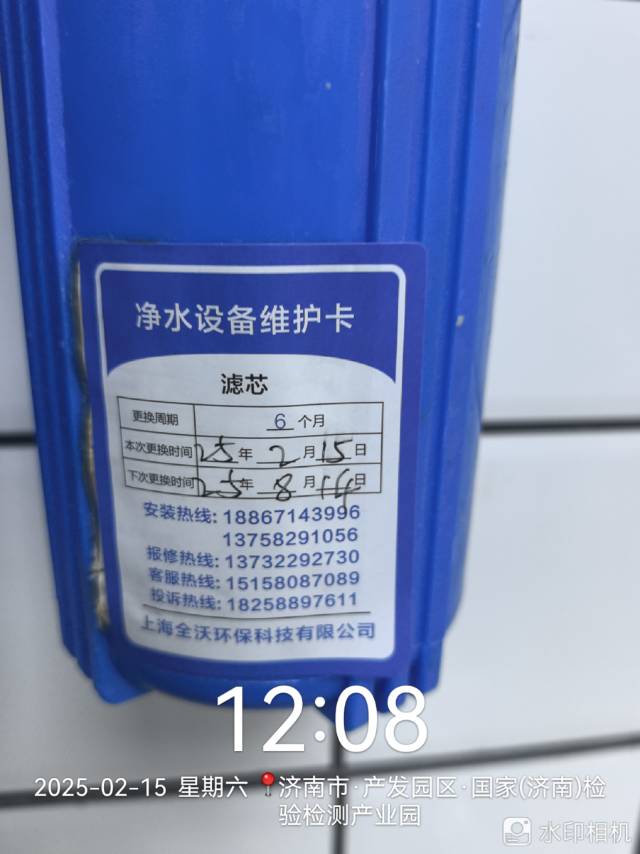 净水设备维护卡
滤芯
更换周期 6 个月
本次更换时间 25年 2月15日
下次更换时间 25年 8月 日
安装热线: 18867143996
13758291056
报修热线: 13732292730
客服热线: 15158087089
投诉热线: 18258897611
上海全沃环保科技有限公司
12:08
2025-02-15 星期六 济南市·产发园区·国家(济南)检
验检测产业园
水印相机